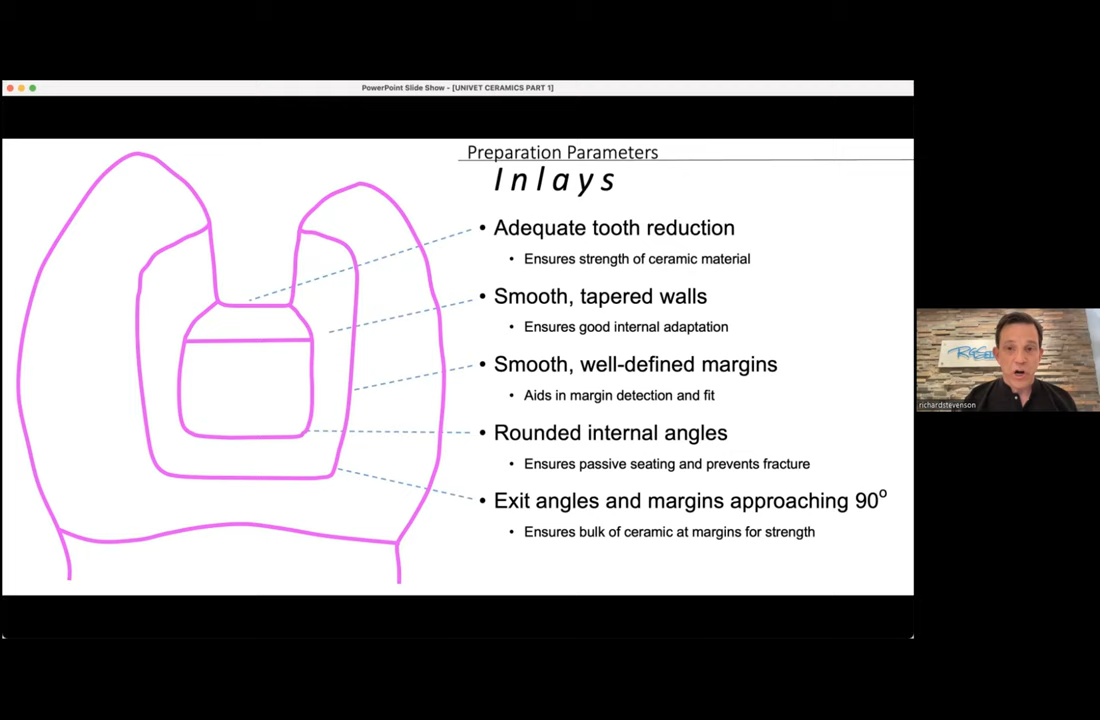 PowerPoint Slide Show - [UNIVET CERAMICS PART 1]
Preparation Parameters
Inlays
• Adequate tooth reduction
• Ensures strength of ceramic material
• Smooth, tapered walls
• Ensures good internal adaptation
• Smooth, well-defined margins
• Aids in margin detection and fit
• Rounded internal angles
• Ensures passive seating and prevents fracture
• Exit angles and margins approaching 90º
• Ensures bulk of ceramic at margins for strength
richardstevenson